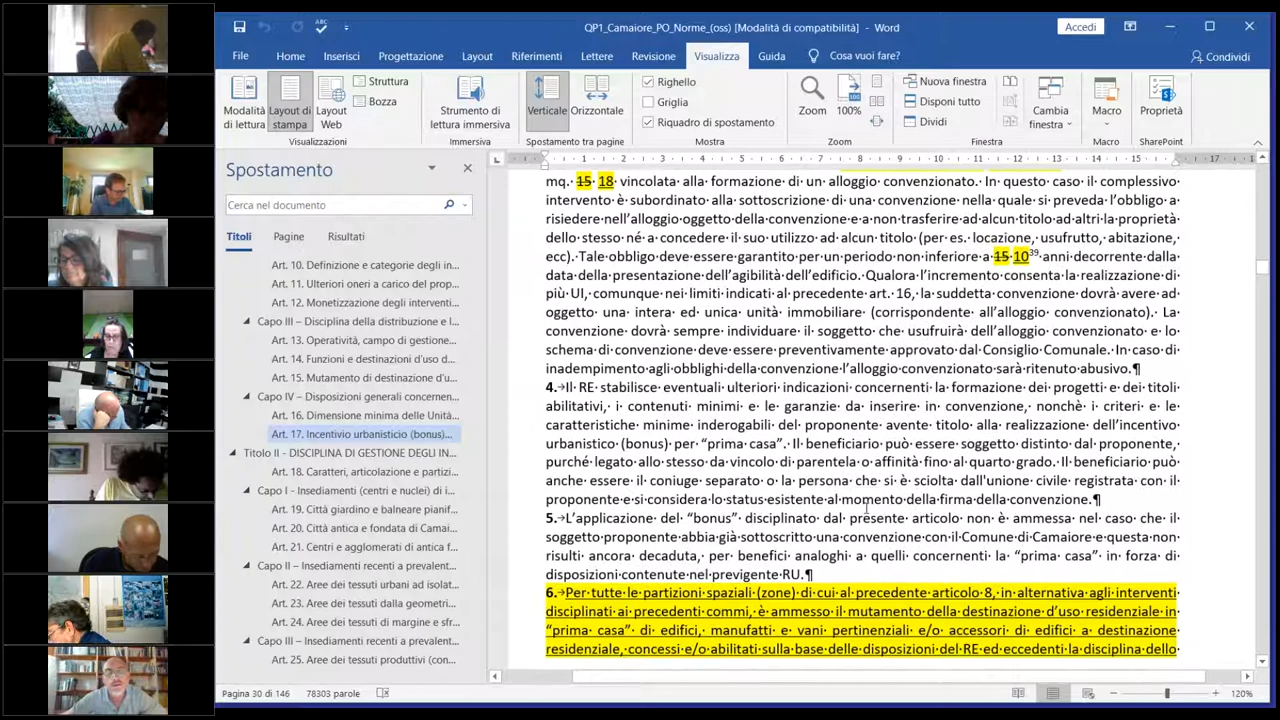 QP1_Camaiore_PO_Norme_(oss) [Modalità di compatibilità] - Word
Accedi
File Home Inserisci Progettazione Layout Riferimenti Lettere Revisione Visualizza Guida Cosa vuoi fare? Condividi
Modalità di lettura
Layout di stampa
Layout Web
Struttura
Bozza
Visualizzazioni
Strumento di lettura immersiva
Immersiva
Verticale
Orizzontale
Spostamento tra pagine
Righello
Griglia
Riquadro di spostamento
Mostra
Zoom
100%
Zoom
Nuova finestra
Disponi tutto
Dividi
Cambia finestra
Finestra
Macro
Macro
Proprietà
SharePoint
Spostamento
Cerca nel documento
Titoli Pagine Risultati
Art. 10. Definizione e categorie degli in...
Art. 11. Ulteriori oneri a carico del prop...
Art. 12. Monetizzazione degli interventi...
Capo III – Disciplina della distribuzione e l...
Art. 13. Operatività, campo di gestione...
Art. 14. Funzioni e destinazioni d'uso d...
Art. 15. Mutamento di destinazione d'...
Capo IV – Disposizioni generali concernen...
Art. 16. Dimensione minima delle Unità...
Art. 17. Incentivio urbanisticio (bonus)...
Titolo II - DISCIPLINA DI GESTIONE DEGLI IN...
Art. 18. Caratteri, articolazione e partizi...
Capo I - Insediamenti (centri e nuclei) di i...
Art. 19. Città giardino e balneare pianif...
Art. 20. Città antica e fondata di Camai...
Art. 21. Centri e agglomerati di antica f...
Capo II – Insediamenti recenti a prevalent...
Art. 22. Aree dei tessuti urbani ad isolat...
Art. 23. Aree dei tessuti dalla geometri...
Art. 24. Aree dei tessuti di margine e sfr...
Capo III – Insediamenti recenti a prevalen...
Art. 25. Aree dei tessuti produttivi (con...
1 2 3 4 5 6 7 8 9 10 11 12 13 14 15 17
mq. 15 18 vincolata alla formazione di un alloggio convenzionato. In questo caso il complessivo
intervento è subordinato alla sottoscrizione di una convenzione nella quale si preveda l'obbligo a
risiedere nell'alloggio oggetto della convenzione e a non trasferire ad alcun titolo ad altri la proprietà
dello stesso né a concedere il suo utilizzo ad alcun titolo (per es. locazione, usufrutto, abitazione,
ecc). Tale obbligo deve essere garantito per un periodo non inferiore a 15 10³⁹ anni decorrente dalla
data della presentazione dell'agibilità dell'edificio. Qualora l'incremento consenta la realizzazione di
più UI, comunque nei limiti indicati al precedente art. 16, la suddetta convenzione dovrà avere ad
oggetto una intera ed unica unità immobiliare (corrispondente all'alloggio convenzionato). La
convenzione dovrà sempre individuare il soggetto che usufruirà dell'alloggio convenzionato e lo
schema di convenzione deve essere preventivamente approvato dal Consiglio Comunale. In caso di
inadempimento agli obblighi della convenzione l'alloggio convenzionato sarà ritenuto abusivo.¶
4.→Il RE stabilisce eventuali ulteriori indicazioni concernenti la formazione dei progetti e dei titoli
abilitativi, i contenuti minimi e le garanzie da inserire in convenzione, nonchè i criteri e le
caratteristiche minime inderogabili del proponente avente titolo alla realizzazione dell'incentivo
urbanistico (bonus) per "prima casa". Il beneficiario può essere soggetto distinto dal proponente,
purché legato allo stesso da vincolo di parentela o affinità fino al quarto grado. Il beneficiario può
anche essere il coniuge separato o la persona che si è sciolta dall'unione civile registrata con il
proponente e si considera lo status esistente al momento della firma della convenzione.¶
5.→L'applicazione del "bonus" disciplinato dal presente articolo non è ammessa nel caso che il
soggetto proponente abbia già sottoscritto una convenzione con il Comune di Camaiore e questa non
risulti ancora decaduta, per benefici analoghi a quelli concernenti la "prima casa" in forza di
disposizioni contenute nel previgente RU.¶
6.→Per tutte le partizioni spaziali (zone) di cui al precedente articolo 8, in alternativa agli interventi
disciplinati ai precedenti commi, è ammesso il mutamento della destinazione d'uso residenziale in
"prima casa" di edifici, manufatti e vani pertinenziali e/o accessori di edifici a destinazione
residenziale, concessi e/o abilitati sulla base delle disposizioni del RE ed eccedenti la disciplina dello
Pagina 30 di 146 78303 parole 120%